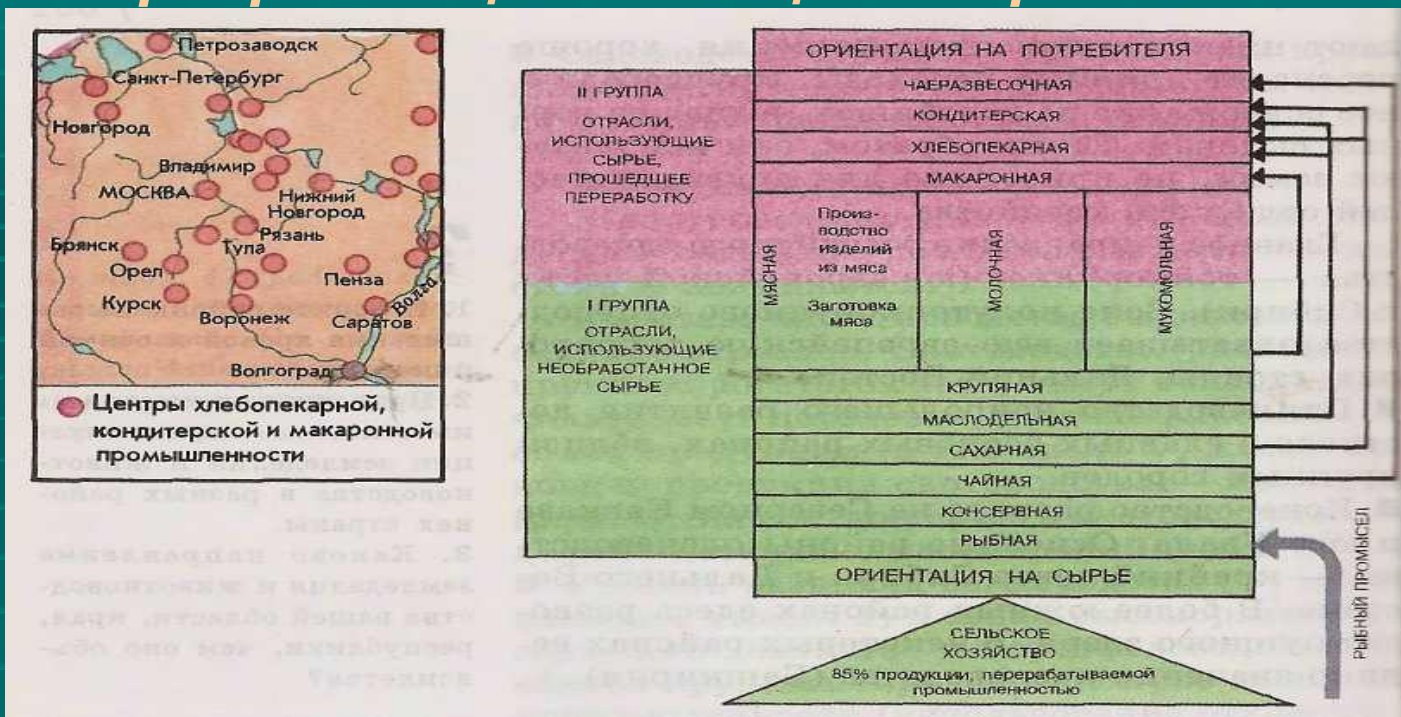 Петрозаводск
Санкт-Петербург
Новгород
Владимир
МОСКВА
Нижний
Новгород
Рязань
Брянск
Тула
Орел
Пенза
Курск
Воронеж
Саратов
Волга
Волгоград
Центры хлебопекарной,
кондитерской и макаронной
промышленности
II ГРУППА
ОТРАСЛИ,
ИСПОЛЬЗУЮЩИЕ
СЫРЬЕ,
ПРОШЕДШЕЕ
ПЕРЕРАБОТКУ
I ГРУППА
ОТРАСЛИ,
ИСПОЛЬЗУЮЩИЕ
НЕОБРАБОТАННОЕ
СЫРЬЕ
ОРИЕНТАЦИЯ НА ПОТРЕБИТЕЛЯ
ЧАЕРАЗВЕСОЧНАЯ
КОНДИТЕРСКАЯ
ХЛЕБОПЕКАРНАЯ
МАКАРОННАЯ
МЯСНАЯ
Произ-
водство
изделий
из мяса
Заготовка
мяса
МОЛОЧНАЯ
МУКОМОЛЬНАЯ
КРУПЯНАЯ
МАСЛОДЕЛЬНАЯ
САХАРНАЯ
ЧАЙНАЯ
КОНСЕРВНАЯ
РЫБНАЯ
ОРИЕНТАЦИЯ НА СЫРЬЕ
СЕЛЬСКОЕ
ХОЗЯЙСТВО
85% продукции, перерабатываемой
промышленностью
РЫБНЫЙ ПРОМЫСЕЛ